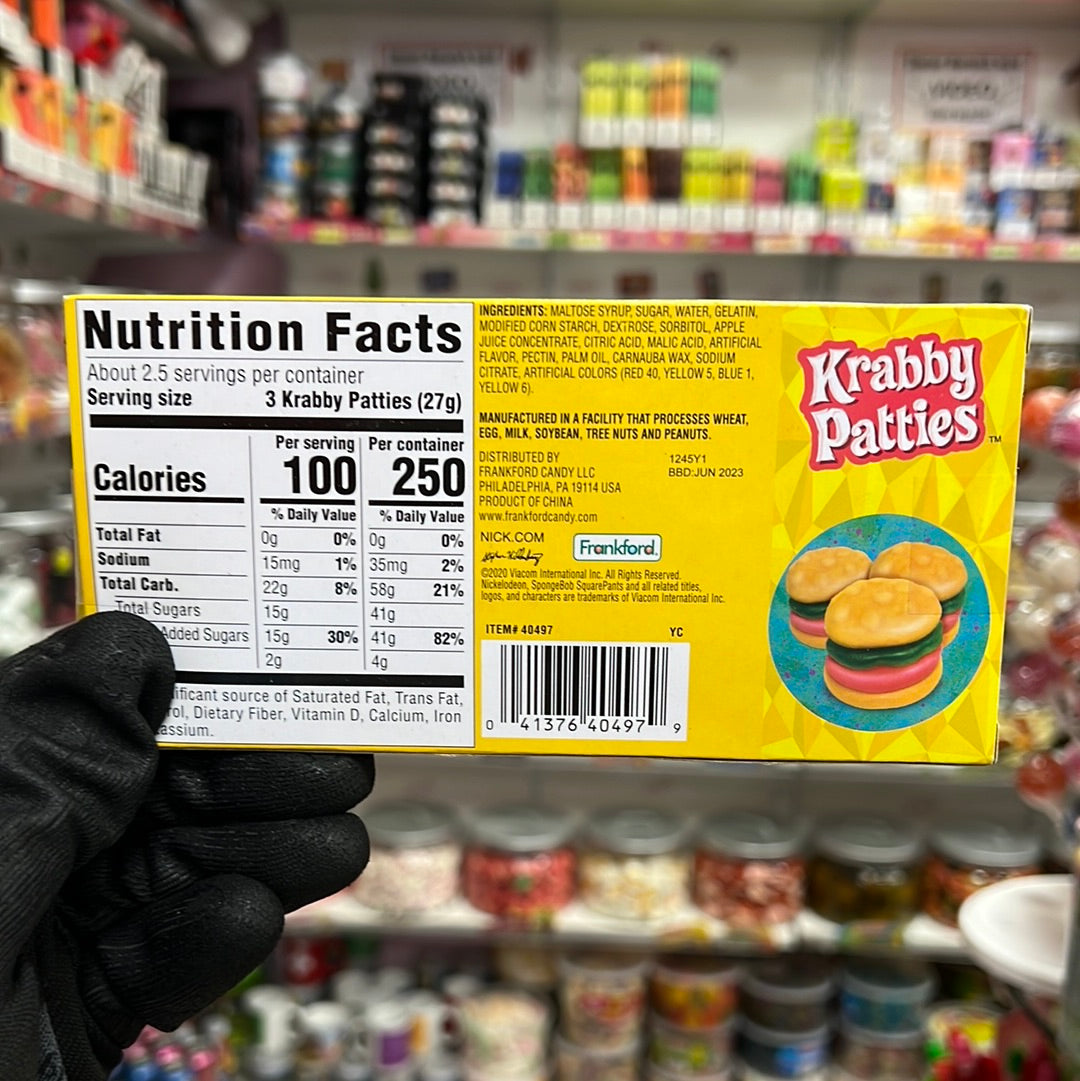 Nutrition Facts
About 2.5 servings per container
Serving size 3 Krabby Patties (27g)
Per serving Per container
Calories 100 250
% Daily Value % Daily Value
Total Fat 0g 0% 0g 0%
Sodium 15mg 1% 35mg 2%
Total Carb. 22g 8% 58g 21%
Total Sugars 15g 41g
Added Sugars 15g 30% 41g 82%
2g 4g
source of Saturated Fat, Trans Fat,
Dietary Fiber, Vitamin D, Calcium, Iron
INGREDIENTS: MALTOSE SYRUP, SUGAR, WATER, GELATIN,
MODIFIED CORN STARCH, DEXTROSE, SORBITOL, APPLE
JUICE CONCENTRATE, CITRIC ACID, MALIC ACID, ARTIFICIAL
FLAVOR, PECTIN, PALM OIL, CARNAUBA WAX, SODIUM
CITRATE, ARTIFICIAL COLORS (RED 40, YELLOW 5, BLUE 1,
YELLOW 6).
MANUFACTURED IN A FACILITY THAT PROCESSES WHEAT,
EGG, MILK, SOYBEAN, TREE NUTS AND PEANUTS.
DISTRIBUTED BY
FRANKFORD CANDY LLC
PHILADELPHIA, PA 19114 USA
PRODUCT OF CHINA
www.frankfordcandy.com
1245Y1
BBD:JUN 2023
NICK.COM
Frankford.
©2020 Viacom International Inc. All Rights Reserved.
Nickelodeon, SpongeBob SquarePants and all related titles,
logos, and characters are trademarks of Viacom International Inc.
ITEM# 40497 YC
0 41376 40497 9
Krabby
Patties™